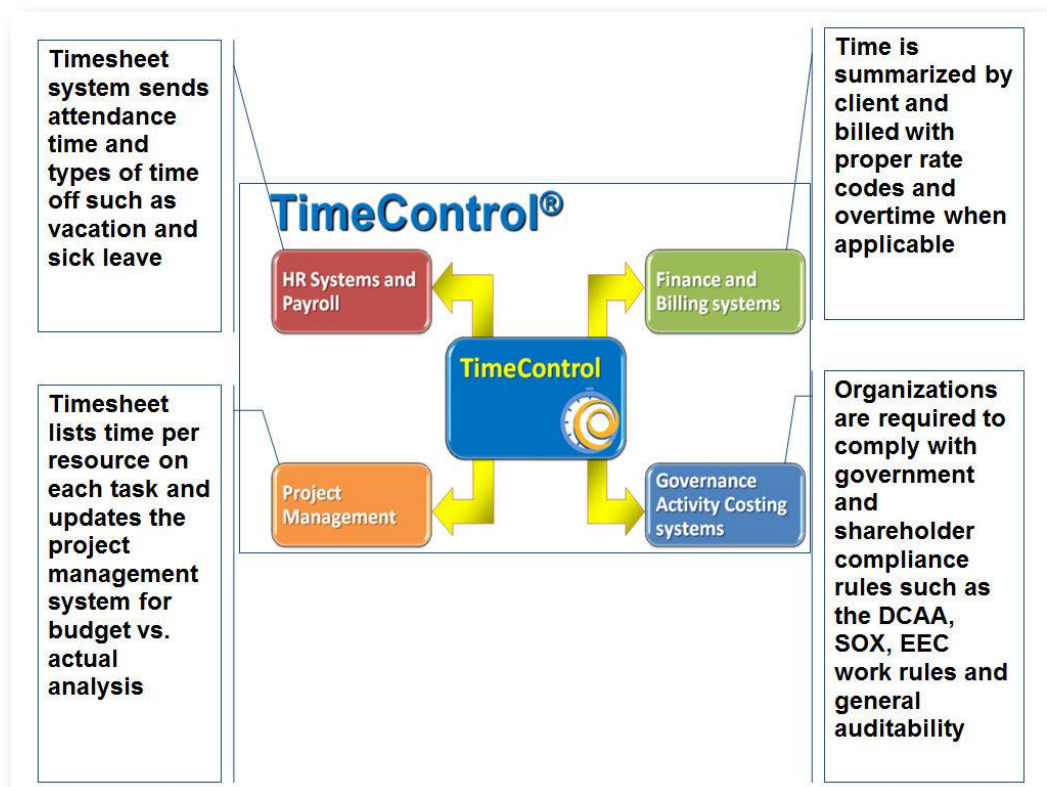 Timesheet
system sends
attendance
time and
types of time
off such as
vacation and
sick leave
Time is
summarized by
client and
billed with
proper rate
codes and
overtime when
applicable
TimeControl®
HR Systems and
Payroll
Finance and
Billing systems
TimeControl
Project
Management
Governance
Activity Costing
systems
Timesheet
lists time per
resource on
each task and
updates the
project
management
system for
budget vs.
actual
analysis
Organizations
are required to
comply with
government
and
shareholder
compliance
rules such as
the DCAA,
SOX, EEC
work rules and
general
auditability